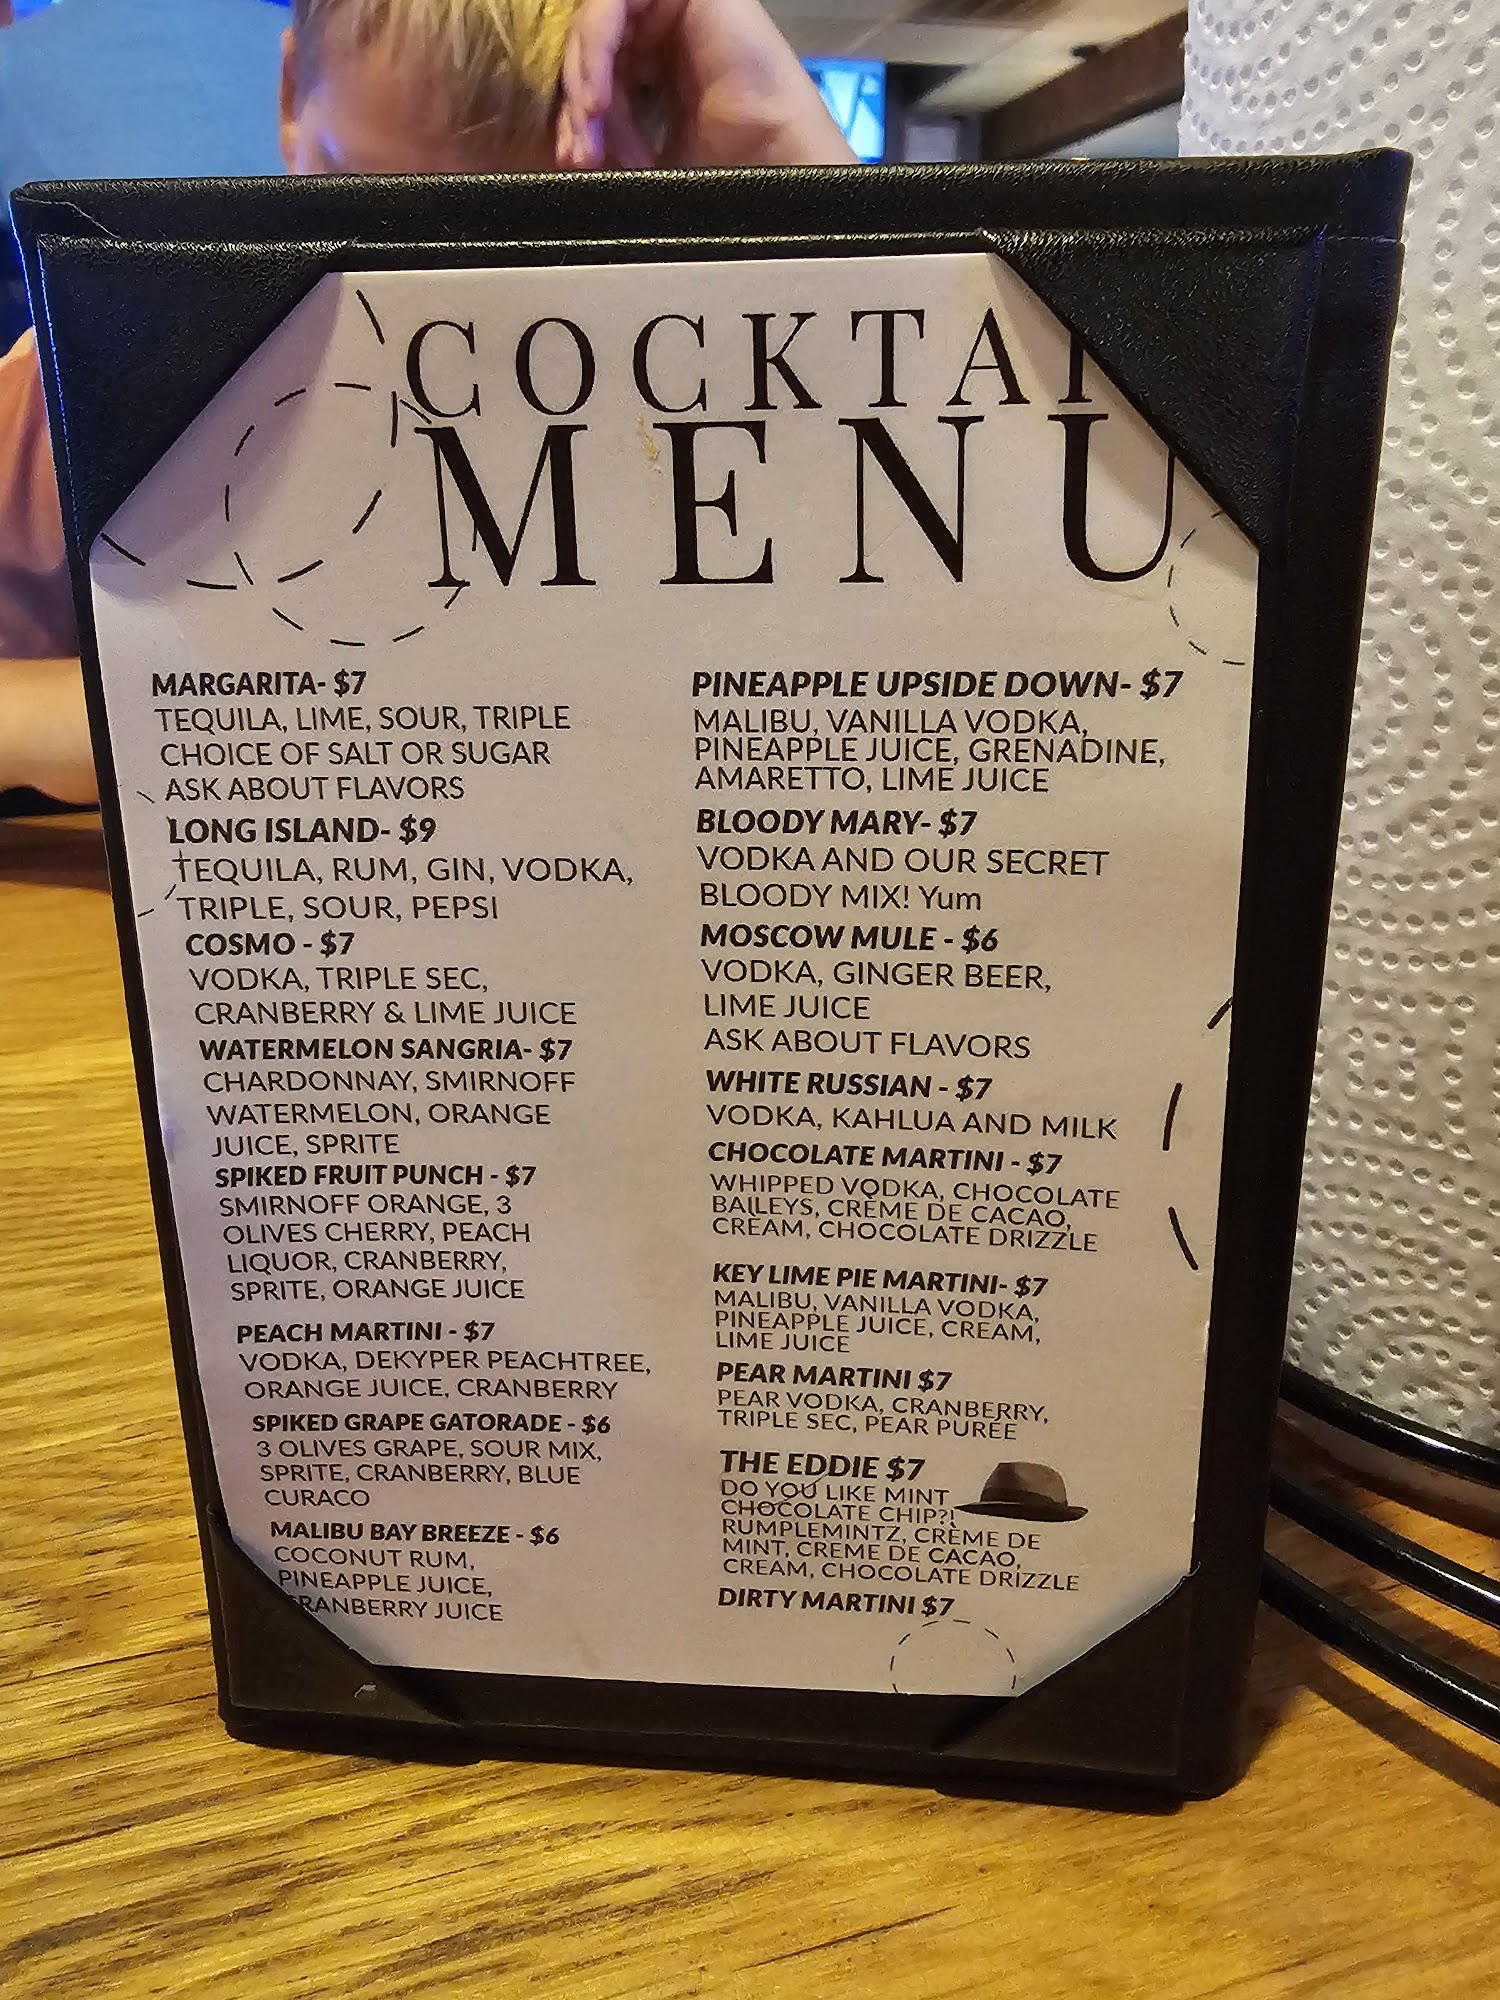 COCKTAI
MENU
MARGARITA- $7
TEQUILA, LIME, SOUR, TRIPLE
CHOICE OF SALT OR SUGAR
ASK ABOUT FLAVORS
LONG ISLAND- $9
TEQUILA, RUM, GIN, VODKA,
TRIPLE, SOUR, PEPSI
COSMO - $7
VODKA, TRIPLE SEC,
CRANBERRY & LIME JUICE
WATERMELON SANGRIA- $7
CHARDONNAY, SMIRNOFF
WATERMELON, ORANGE
JUICE, SPRITE
SPIKED FRUIT PUNCH - $7
SMIRNOFF ORANGE, 3
OLIVES CHERRY, PEACH
LIQUOR, CRANBERRY,
SPRITE, ORANGE JUICE
PEACH MARTINI - $7
VODKA, DEKYPER PEACHTREE,
ORANGE JUICE, CRANBERRY
SPIKED GRAPE GATORADE - $6
3 OLIVES GRAPE, SOUR MIX,
SPRITE, CRANBERRY, BLUE
CURACO
MALIBU BAY BREEZE - $6
COCONUT RUM,
PINEAPPLE JUICE,
RANBERRY JUICE
PINEAPPLE UPSIDE DOWN- $7
MALIBU, VANILLA VODKA,
PINEAPPLE JUICE, GRENADINE,
AMARETTO, LIME JUICE
BLOODY MARY- $7
VODKA AND OUR SECRET
BLOODY MIX! Yum
MOSCOW MULE - $6
VODKA, GINGER BEER,
LIME JUICE
ASK ABOUT FLAVORS
WHITE RUSSIAN - $7
VODKA, KAHLUA AND MILK
CHOCOLATE MARTINI - $7
WHIPPED VODKA, CHOCOLATE
BAILEYS, CRÈME DE CACAO,
CREAM, CHOCOLATE DRIZZLE
KEY LIME PIE MARTINI- $7
MALIBU, VANILLA VODKA,
PINEAPPLE JUICE, CREAM,
LIME JUICE
PEAR MARTINI $7
PEAR VODKA, CRANBERRY,
TRIPLE SEC, PEAR PURÉE
THE EDDIE $7
DO YOU LIKE MINT
CHOCOLATE CHIP?!
RUMPLEMINTZ, CRÈME DE
MINT, CREME DE CACAO,
CREAM, CHOCOLATE DRIZZLE
DIRTY MARTINI $7